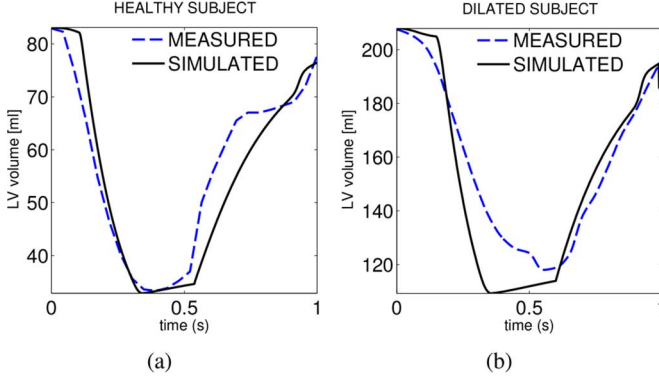 HEALTHY SUBJECT
80
70
60
50
40
LV volume [ml]
MEASURED
SIMULATED
0
0.5
1
time (s)
(a)
DILATED SUBJECT
200
180
160
140
120
LV volume [ml]
MEASURED
SIMULATED
0
0.5
1
time (s)
(b)